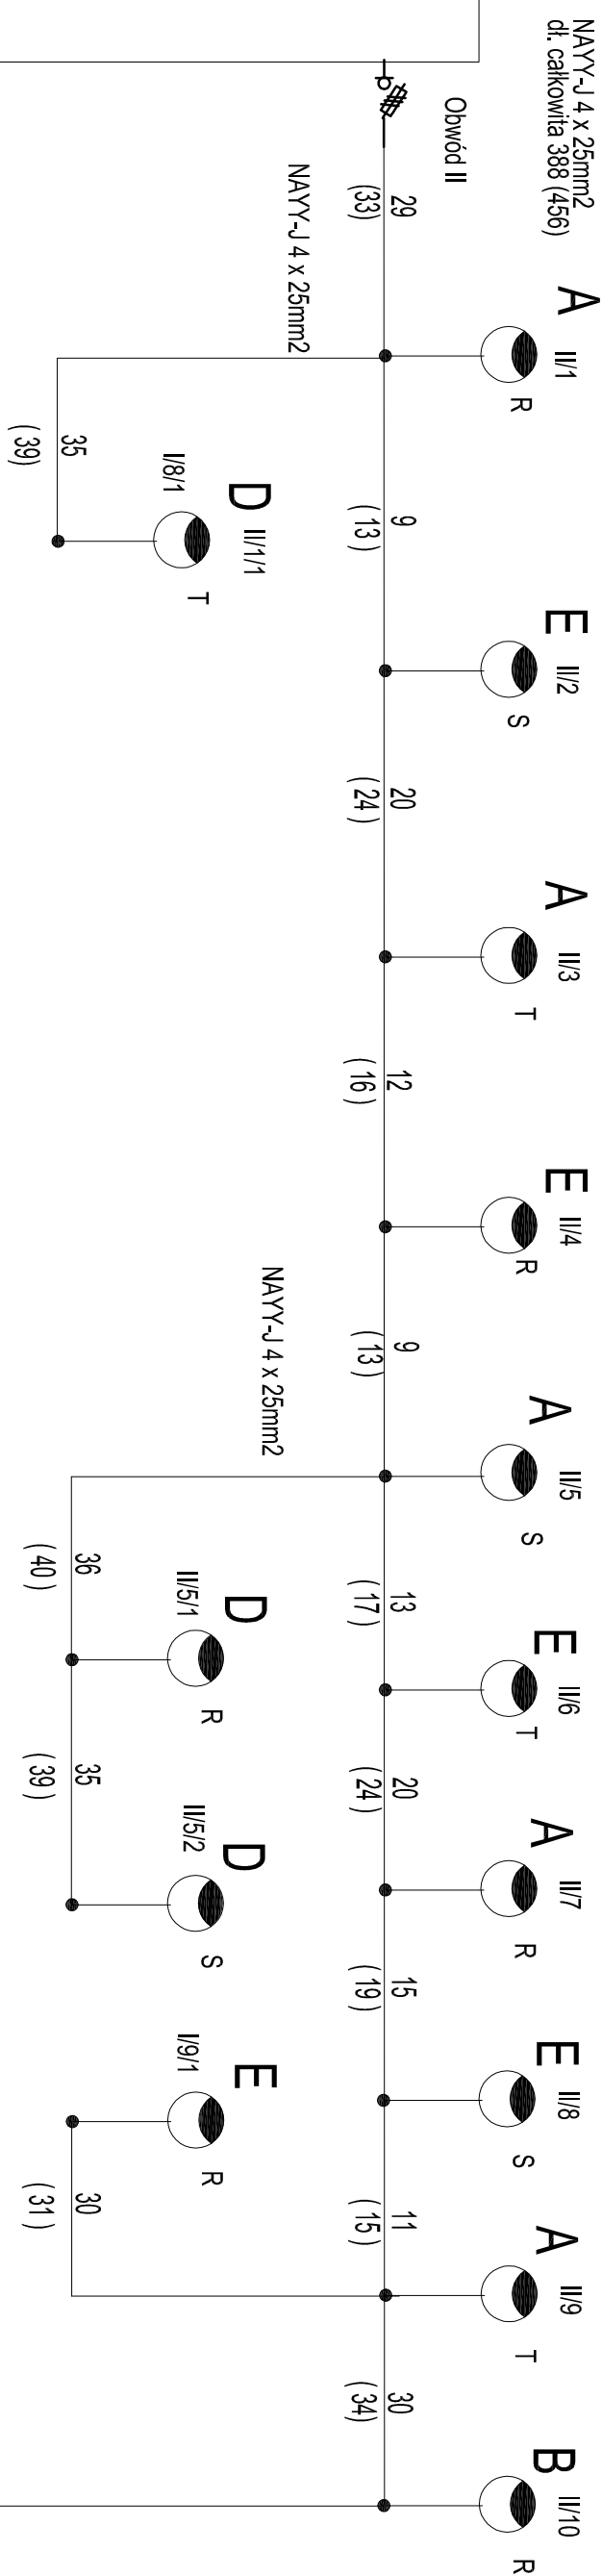 NAYY-J 4 x 25mm2
dł. całkowita 388 (456)
Obwód II
29
(33)
NAYY-J 4 x 25mm2
A
II/1
R
35
(39)
I/8/1
D
II/1/1
T
9
(13)
E
II/2
S
20
(24)
A
II/3
T
12
(16)
E
II/4
R
9
(13)
NAYY-J 4 x 25mm2
A
II/5
S
36
(40)
II/5/1
D
R
13
(17)
E
II/6
T
35
(39)
II/5/2
D
S
20
(24)
A
II/7
R
15
(19)
E
II/8
S
I/9/1
E
R
30
(31)
11
(15)
A
II/9
T
30
(34)
B
II/10
R